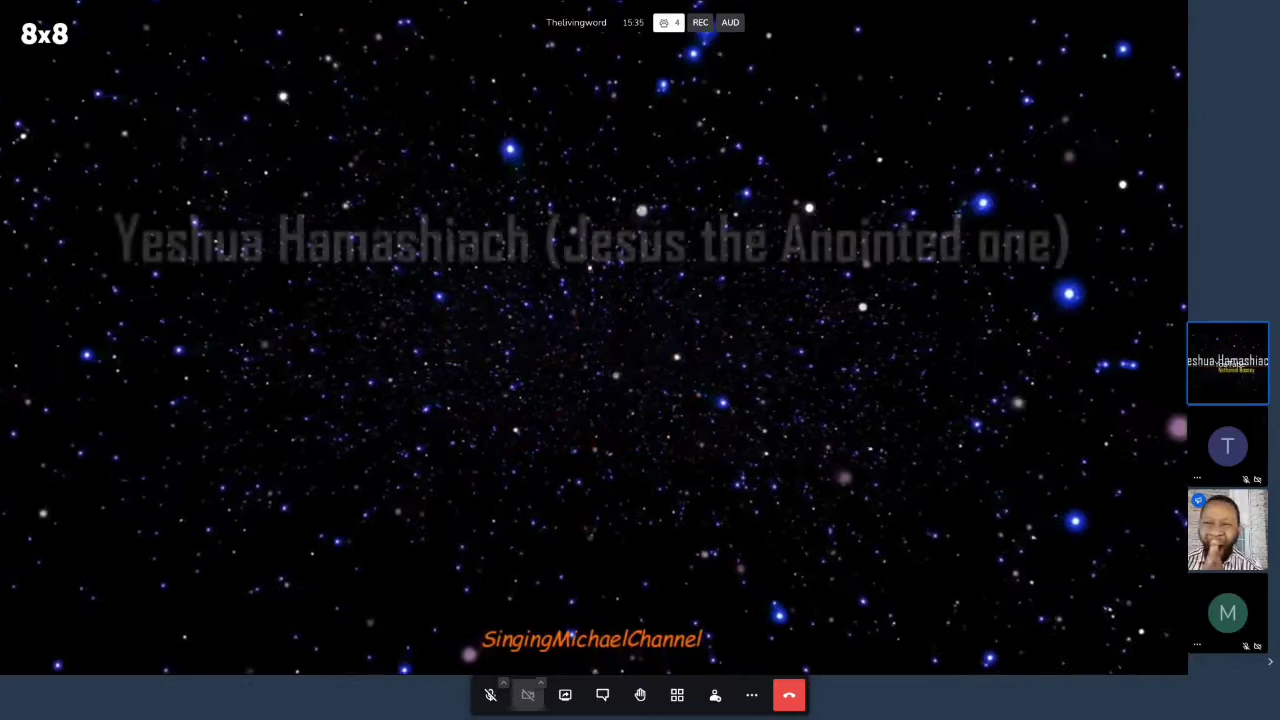 8x8
Thelivingword 15:35 4 REC AUD
Yeshua Hamashiach (Jesus the Anointed one)
eshua Hamashiac
T
M
SingingMichaelChannel